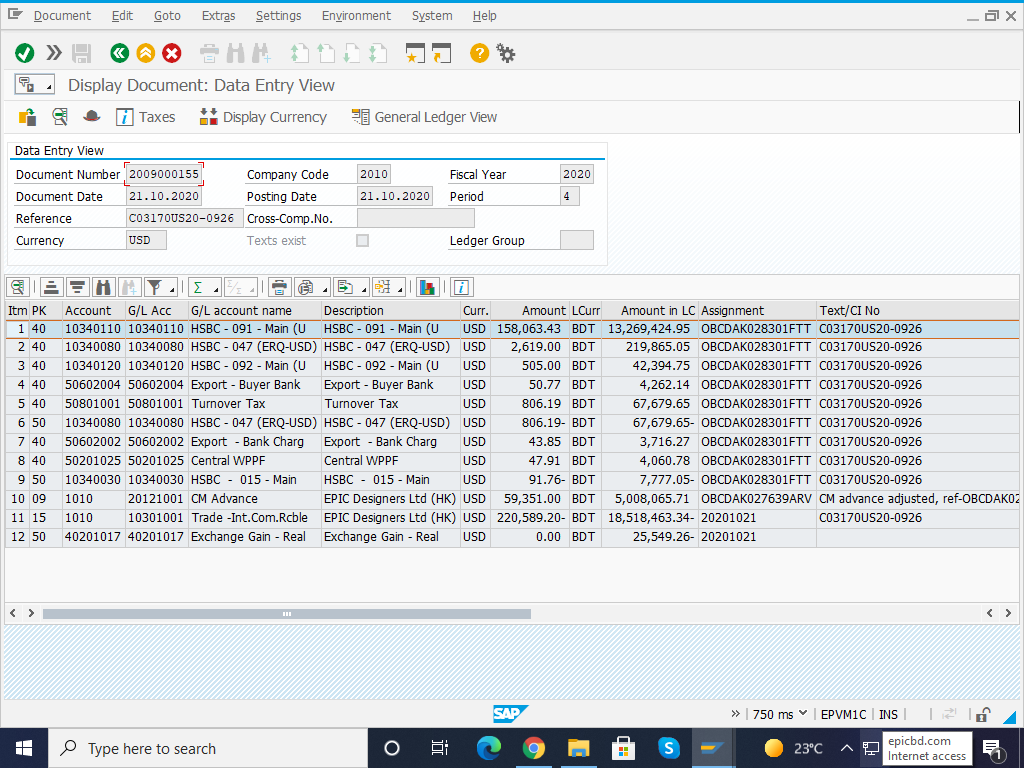 Document Edit Goto Extras Settings Environment System Help
Display Document: Data Entry View
Taxes Display Currency General Ledger View
Data Entry View
Document Number 2009000155 Company Code 2010 Fiscal Year 2020
Document Date 21.10.2020 Posting Date 21.10.2020 Period 4
Reference C03170US20-0926 Cross-Comp.No.
Currency USD Texts exist Ledger Group
Itm PK Account G/L Acc G/L account name Description Curr. Amount LCurr Amount in LC Assignment Text/CI No
1 40 10340110 10340110 HSBC - 091 - Main (U HSBC - 091 - Main (U USD 158,063.43 BDT 13,269,424.95 OBCDAK028301FTT C03170US20-0926
2 40 10340080 10340080 HSBC - 047 (ERQ-USD) HSBC - 047 (ERQ-USD) USD 2,619.00 BDT 219,865.05 OBCDAK028301FTT C03170US20-0926
3 40 10340120 10340120 HSBC - 092 - Main (U HSBC - 092 - Main (U USD 505.00 BDT 42,394.75 OBCDAK028301FTT C03170US20-0926
4 40 50602004 50602004 Export - Buyer Bank Export - Buyer Bank USD 50.77 BDT 4,262.14 OBCDAK028301FTT C03170US20-0926
5 40 50801001 50801001 Turnover Tax Turnover Tax USD 806.19 BDT 67,679.65 OBCDAK028301FTT C03170US20-0926
6 50 10340080 10340080 HSBC - 047 (ERQ-USD) HSBC - 047 (ERQ-USD) USD 806.19- BDT 67,679.65- OBCDAK028301FTT C03170US20-0926
7 40 50602002 50602002 Export - Bank Charg Export - Bank Charg USD 43.85 BDT 3,716.27 OBCDAK028301FTT C03170US20-0926
8 40 50201025 50201025 Central WPPF Central WPPF USD 47.91 BDT 4,060.78 OBCDAK028301FTT C03170US20-0926
9 50 10340030 10340030 HSBC - 015 - Main HSBC - 015 - Main USD 91.76- BDT 7,777.05- OBCDAK028301FTT C03170US20-0926
10 09 1010 20121001 CM Advance EPIC Designers Ltd (HK) USD 59,351.00 BDT 5,008,065.71 OBCDAK027639ARV CM advance adjusted, ref-OBCDAK02
11 15 1010 10301001 Trade -Int.Com.Rcble EPIC Designers Ltd (HK) USD 220,589.20- BDT 18,518,463.34- 20201021 C03170US20-0926
12 50 40201017 40201017 Exchange Gain - Real Exchange Gain - Real USD 0.00 BDT 25,549.26- 20201021
SAP 750 ms EPVM1C INS
Type here to search 23°C epicbd.com 1
Internet access